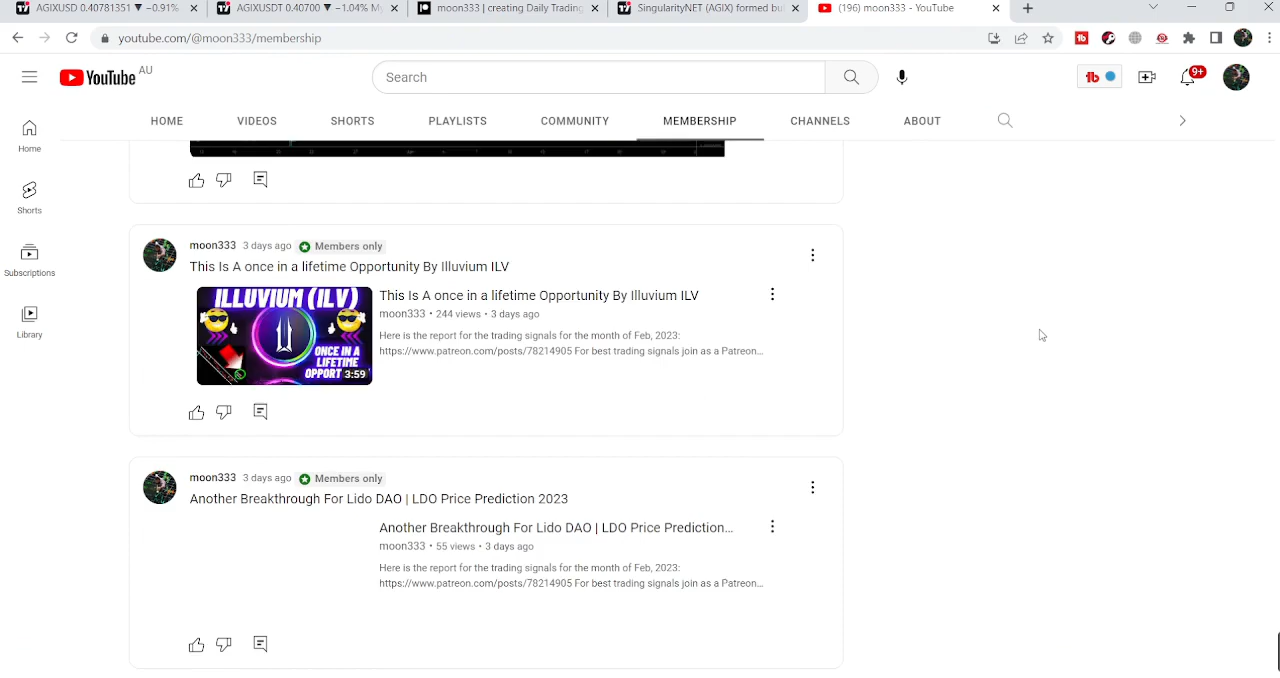 AGIXUSD 0.40781351 ▼ −0.91%
AGIXUSDT 0.40700 ▼ −1.04% M
moon333 | creating Daily Trading
SingularityNET (AGIX) formed bu
(196) moon333 - YouTube
youtube.com/@moon333/membership
YouTube AU
Search
9+
HOME VIDEOS SHORTS PLAYLISTS COMMUNITY MEMBERSHIP CHANNELS ABOUT
Home
Shorts
Subscriptions
Library
moon333 3 days ago Members only
This Is A once in a lifetime Opportunity By Illuvium ILV
ILLUVIUM (ILV)
ONCE IN A
LIFETIME
OPPORT 3:59
This Is A once in a lifetime Opportunity By Illuvium ILV
moon333 • 244 views • 3 days ago
Here is the report for the trading signals for the month of Feb, 2023:
https://www.patreon.com/posts/78214905 For best trading signals join as a Patreon...
moon333 3 days ago Members only
Another Breakthrough For Lido DAO | LDO Price Prediction 2023
Another Breakthrough For Lido DAO | LDO Price Prediction...
moon333 • 55 views • 3 days ago
Here is the report for the trading signals for the month of Feb, 2023:
https://www.patreon.com/posts/78214905 For best trading signals join as a Patreon...